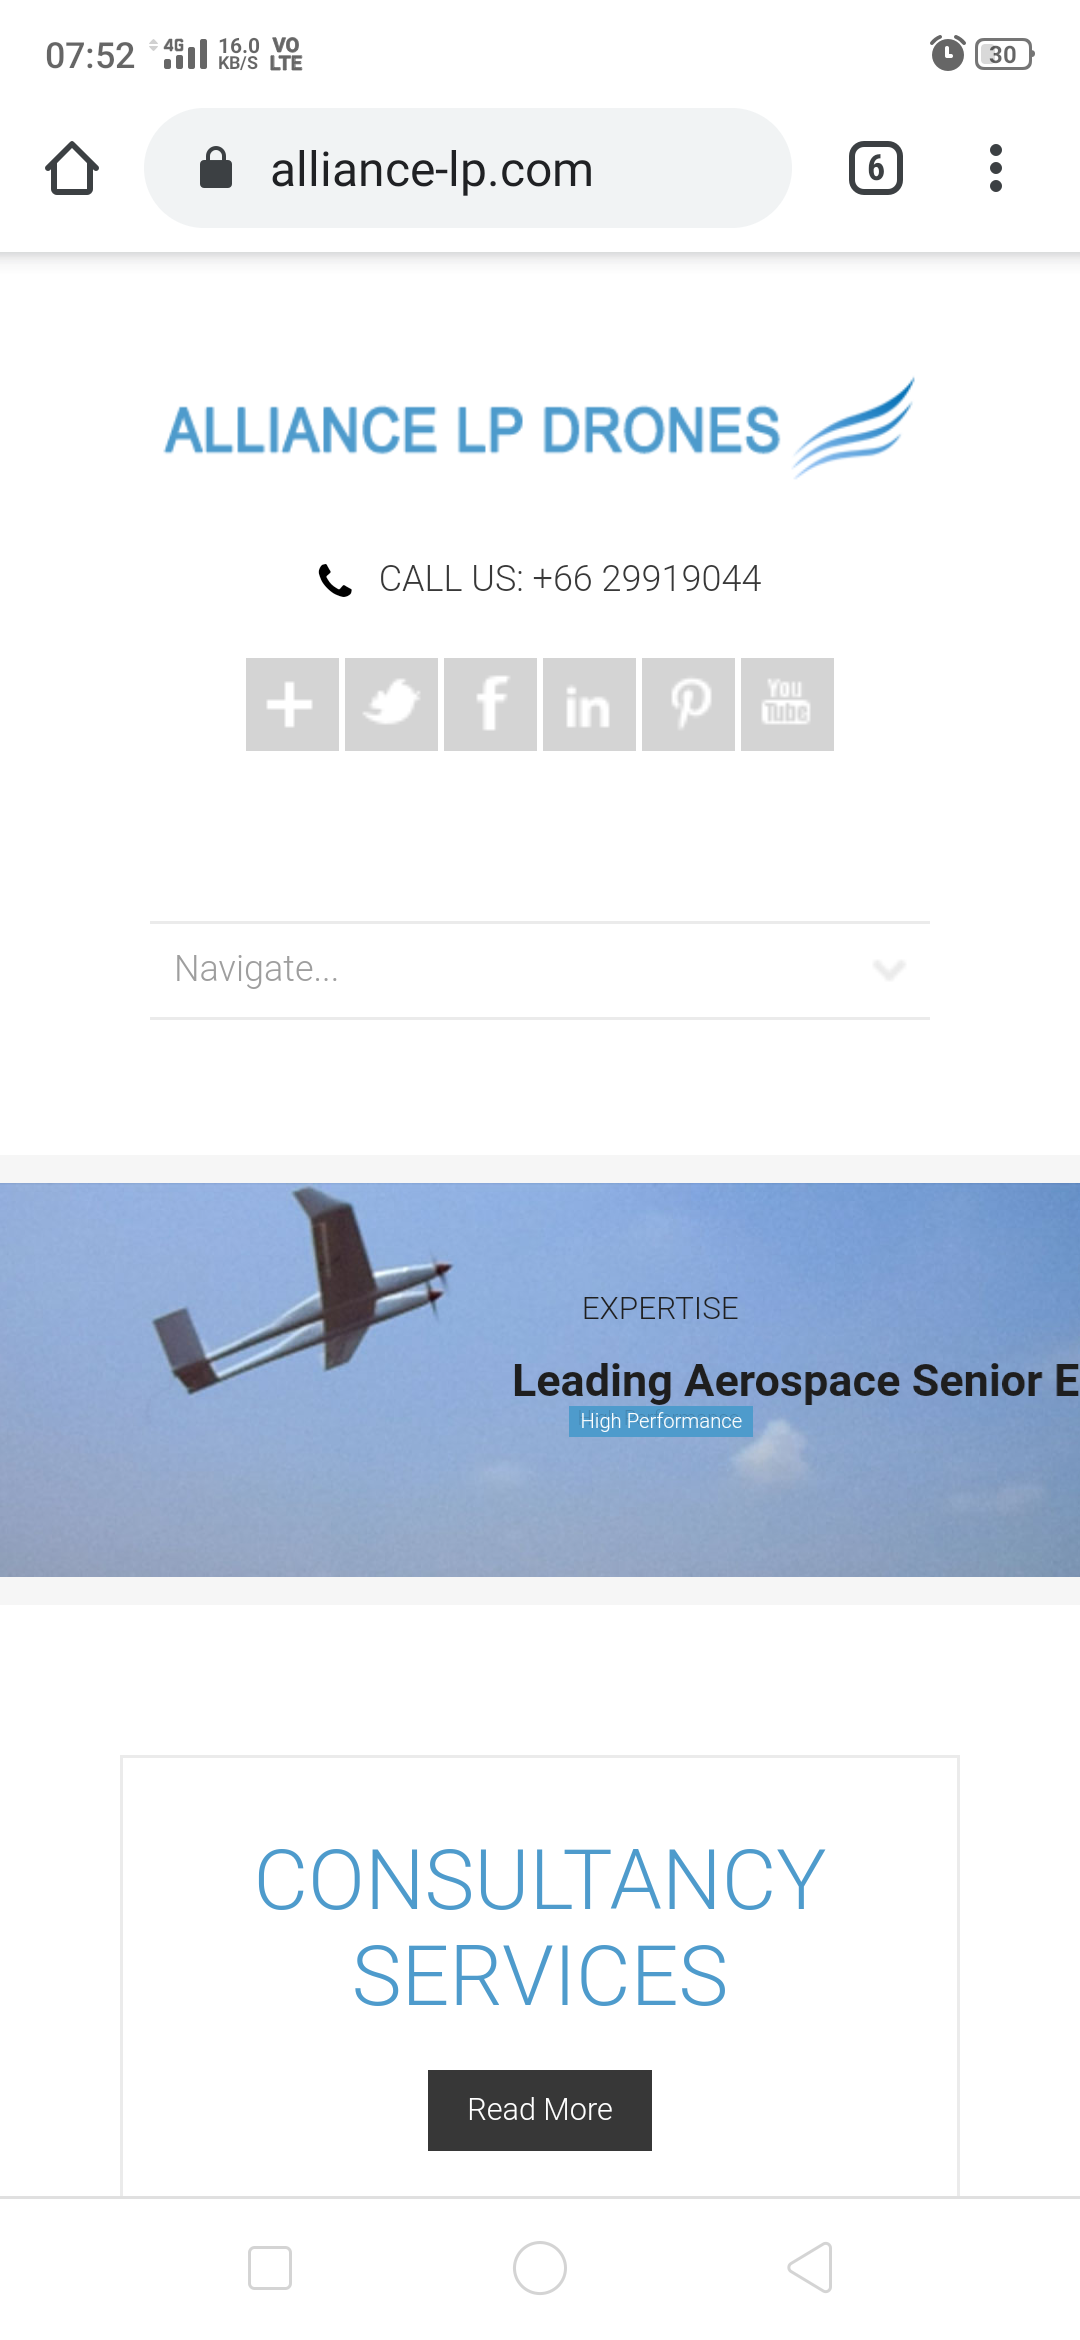 07:52 4G 16.0 KB/S VO LTE 30
alliance-lp.com 6
ALLIANCE LP DRONES
CALL US: +66 29919044
f in You Tube
Navigate...
EXPERTISE
Leading Aerospace Senior E
High Performance
CONSULTANCY
SERVICES
Read More